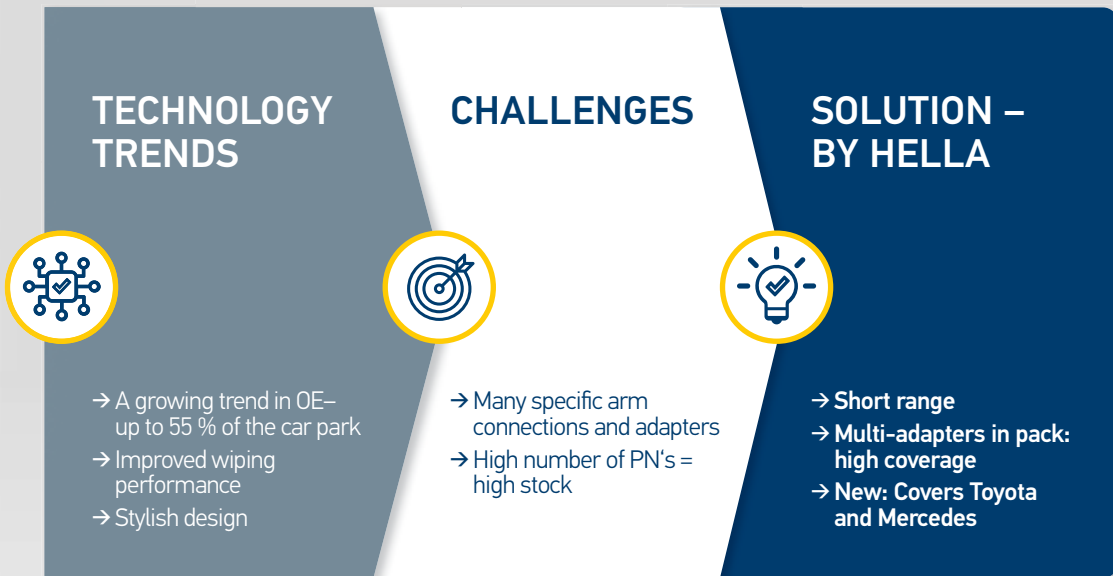 TECHNOLOGY
TRENDS
→ A growing trend in OE–
up to 55 % of the car park
→ Improved wiping
performance
→ Stylish design
CHALLENGES
→ Many specific arm
connections and adapters
→ High number of PN‘s =
high stock
SOLUTION –
BY HELLA
→ Short range
→ Multi-adapters in pack:
high coverage
→ New: Covers Toyota
and Mercedes